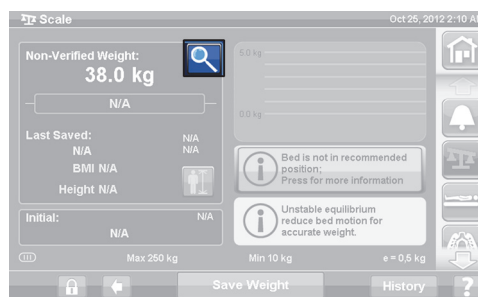 Scale
Oct 25, 2012 2:10 A
Non-Verified Weight:
38.0 kg
N/A
Last Saved:
N/A
N/A
N/A
BMI N/A
Height N/A
Initial:
N/A
N/A
5.0 kg
0.0 kg
Bed is not in recommended
position;
Press for more information
Unstable equilibrium
reduce bed motion for
accurate weight.
Max 250 kg
Min 10 kg
e = 0,5 kg
Save Weight
History
?